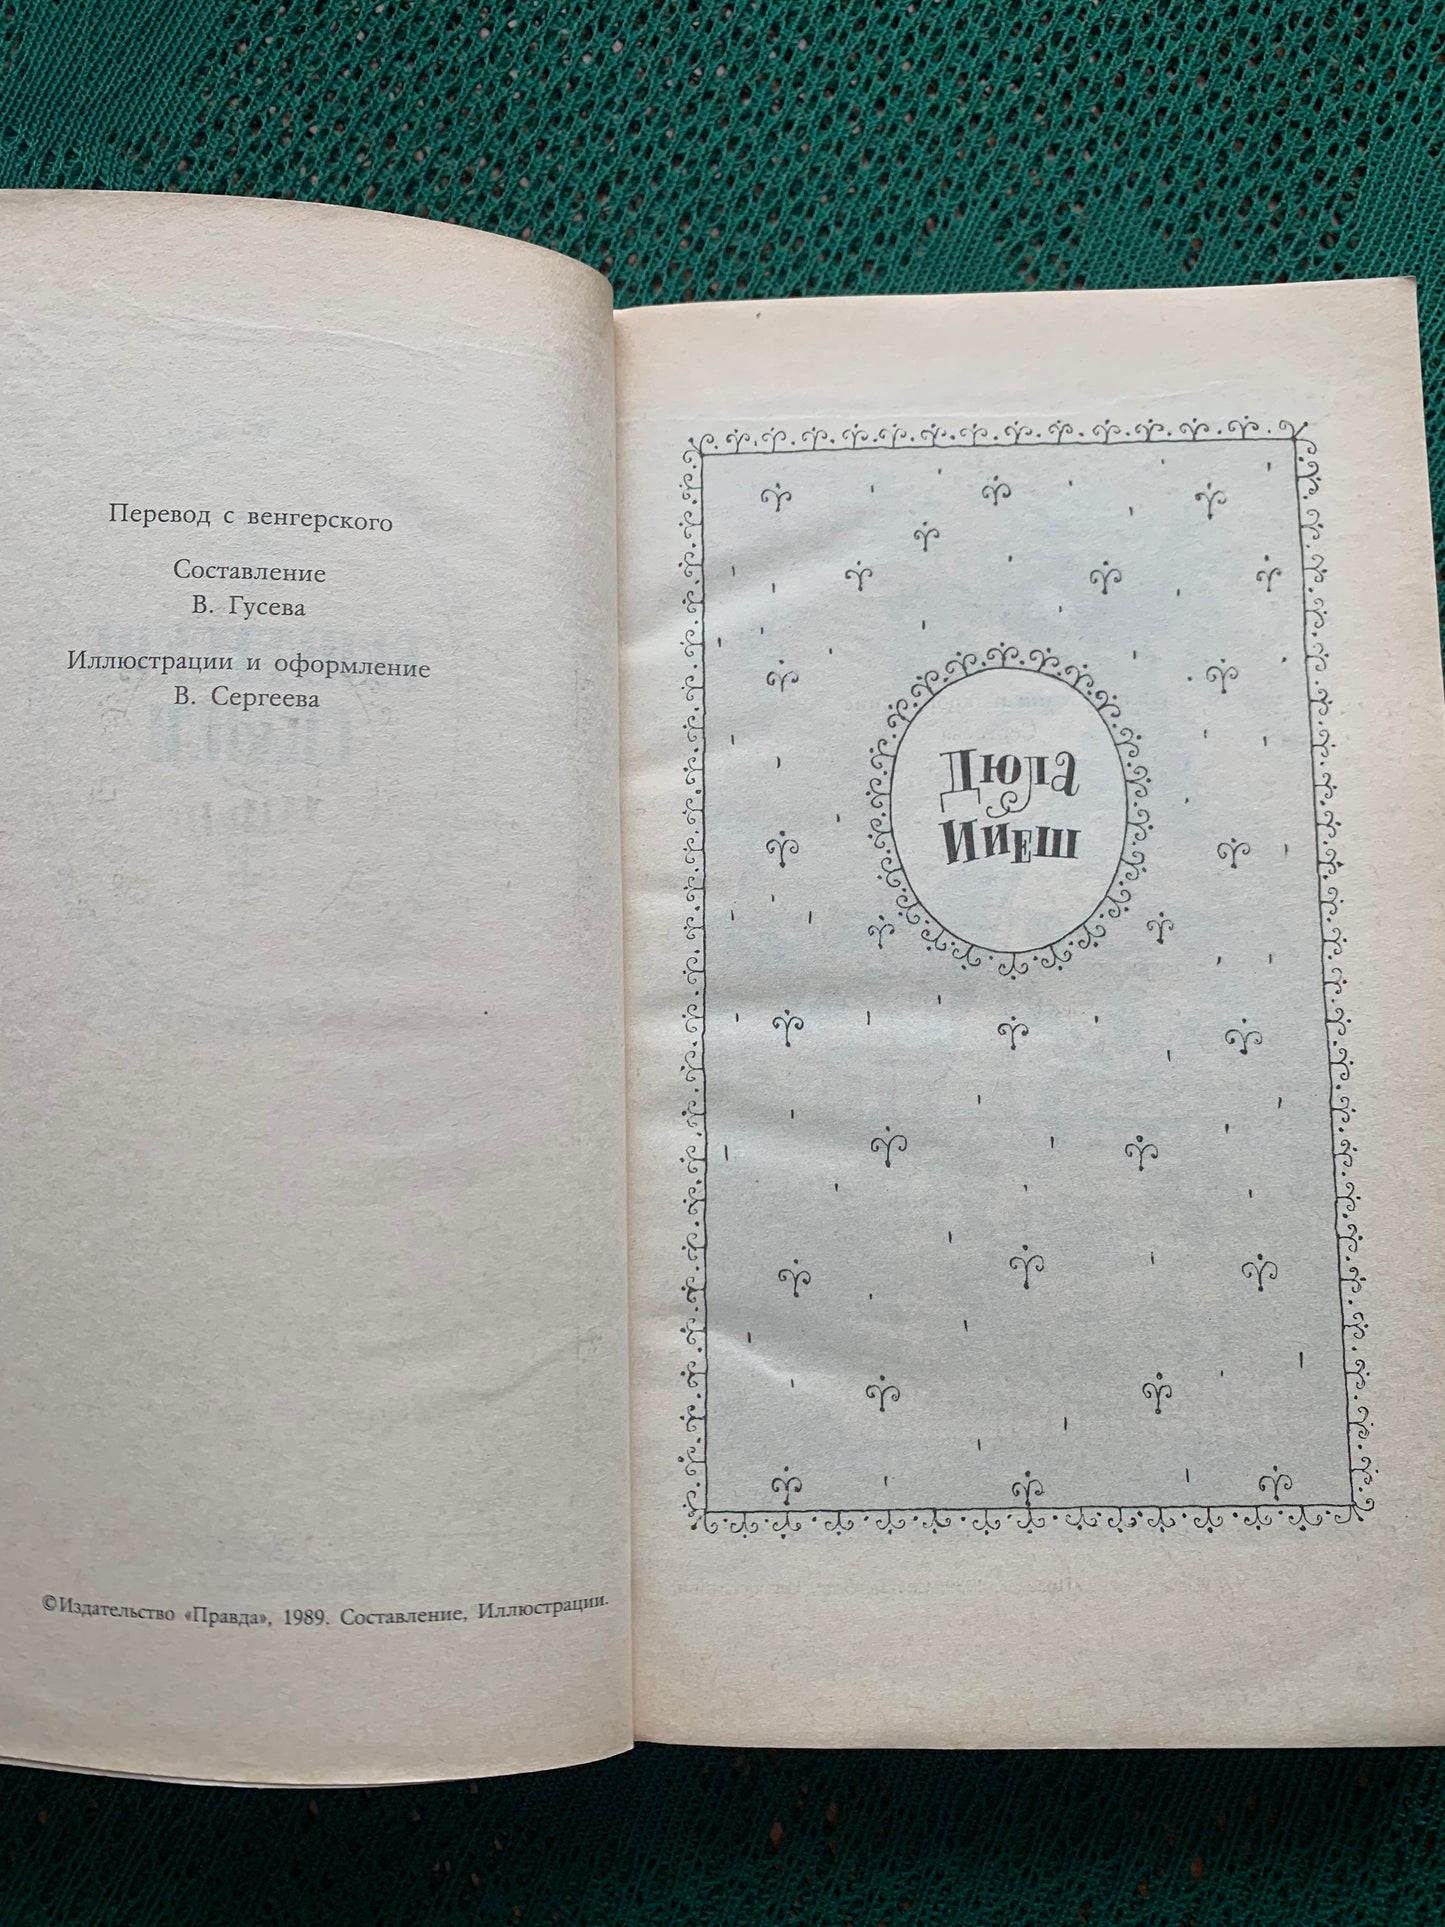 Перевод с венгерского
Составление
В. Гусева
Иллюстрации и оформление
В. Сергеева
©Издательство «Правда», 1989. Составление, Иллюстрации.
Дюла
Ийеш